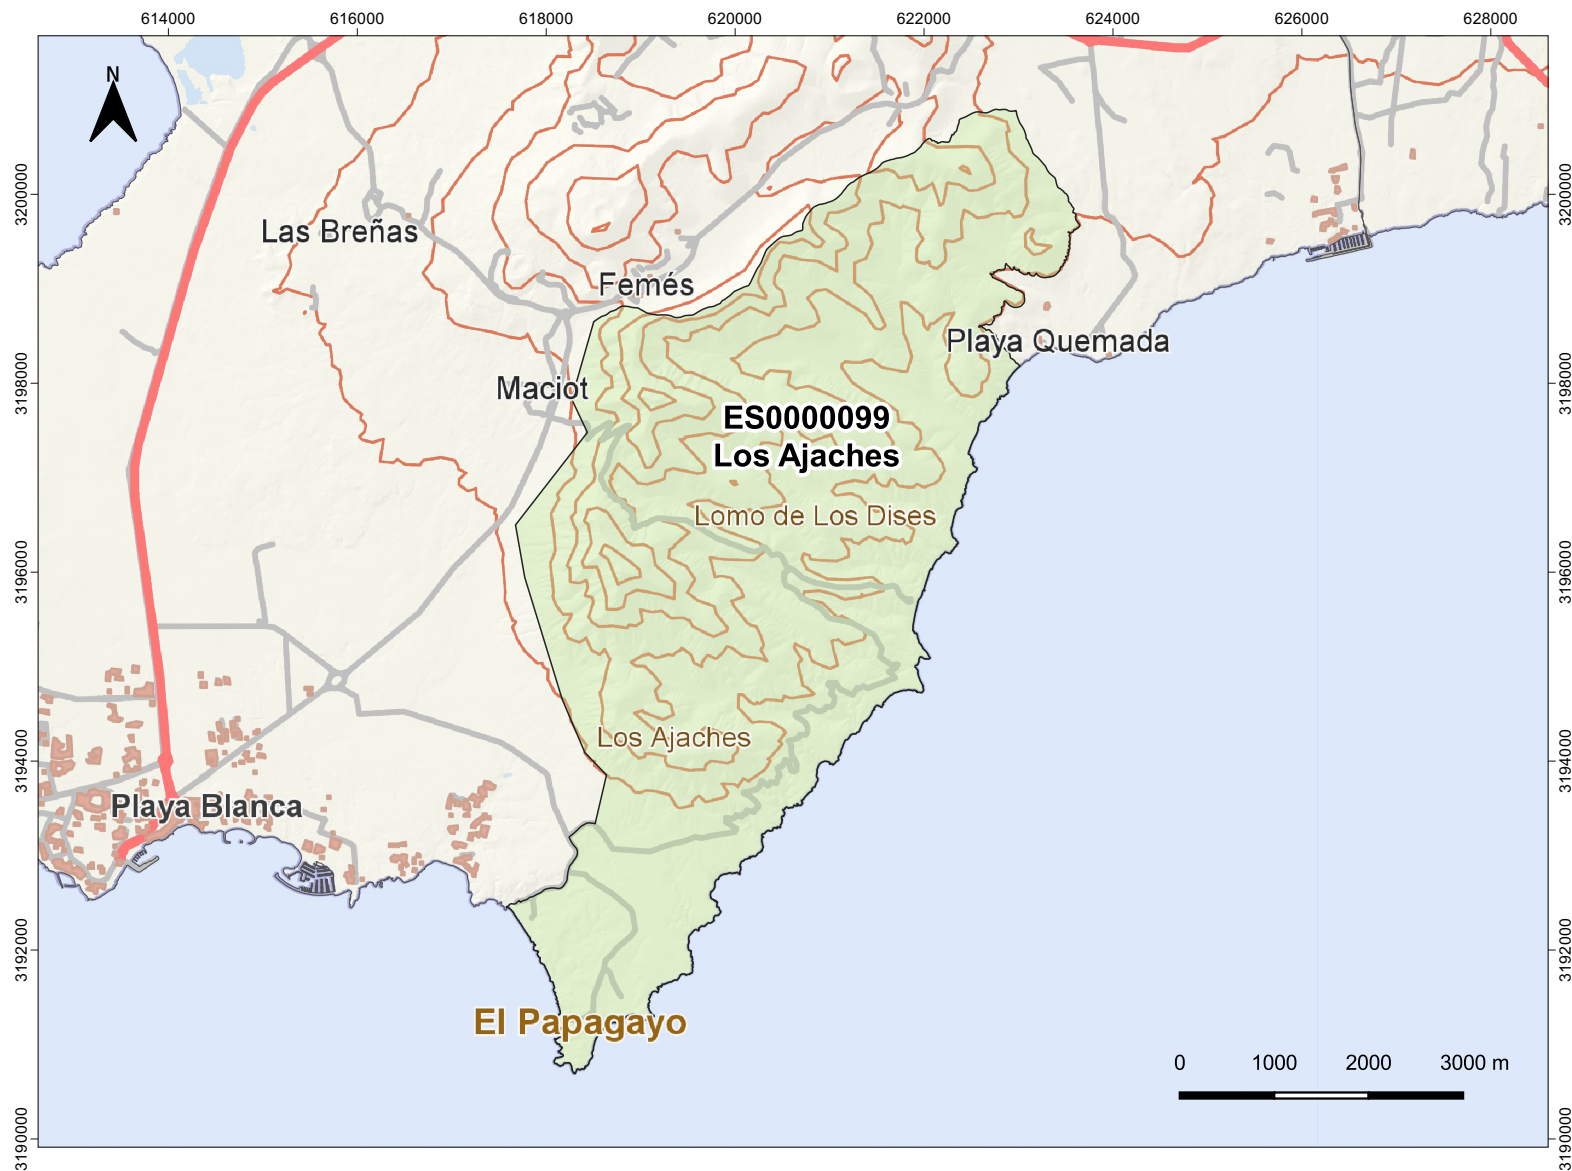 614000 616000 618000 620000 622000 624000 626000 628000
N
3200000
3200000
Las Breñas
Femés
Playa Quemada
3198000
3198000
Maciot
ES0000099
Los Ajaches
Lomo de Los Dises
3196000
3196000
Los Ajaches
3194000
3194000
Playa Blanca
3192000
3192000
El Papagayo
0 1000 2000 3000 m
3190000
3190000